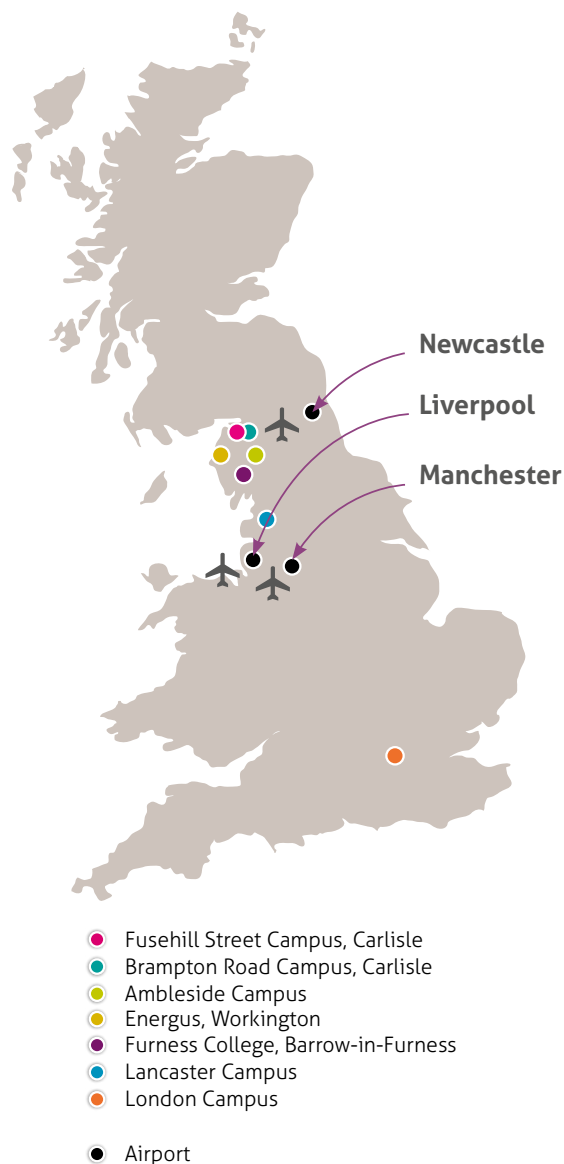 Newcastle
Liverpool
Manchester
Fusehill Street Campus, Carlisle
Brampton Road Campus, Carlisle
Ambleside Campus
Energus, Workington
Furness College, Barrow-in-Furness
Lancaster Campus
London Campus
Airport